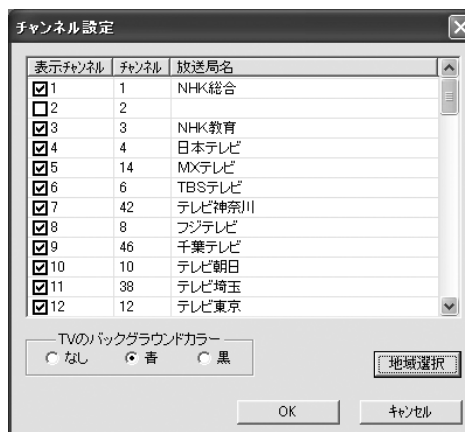 チャンネル設定
表示チャンネル チャンネル 放送局名
1 1 NHK総合
2 2
3 3 NHK教育
4 4 日本テレビ
5 14 MXテレビ
6 6 TBSテレビ
7 42 テレビ神奈川
8 8 フジテレビ
9 46 千葉テレビ
10 10 テレビ朝日
11 38 テレビ埼玉
12 12 テレビ東京
TVのバックグラウンドカラー
なし 青 黒
地域選択
OK キャンセル